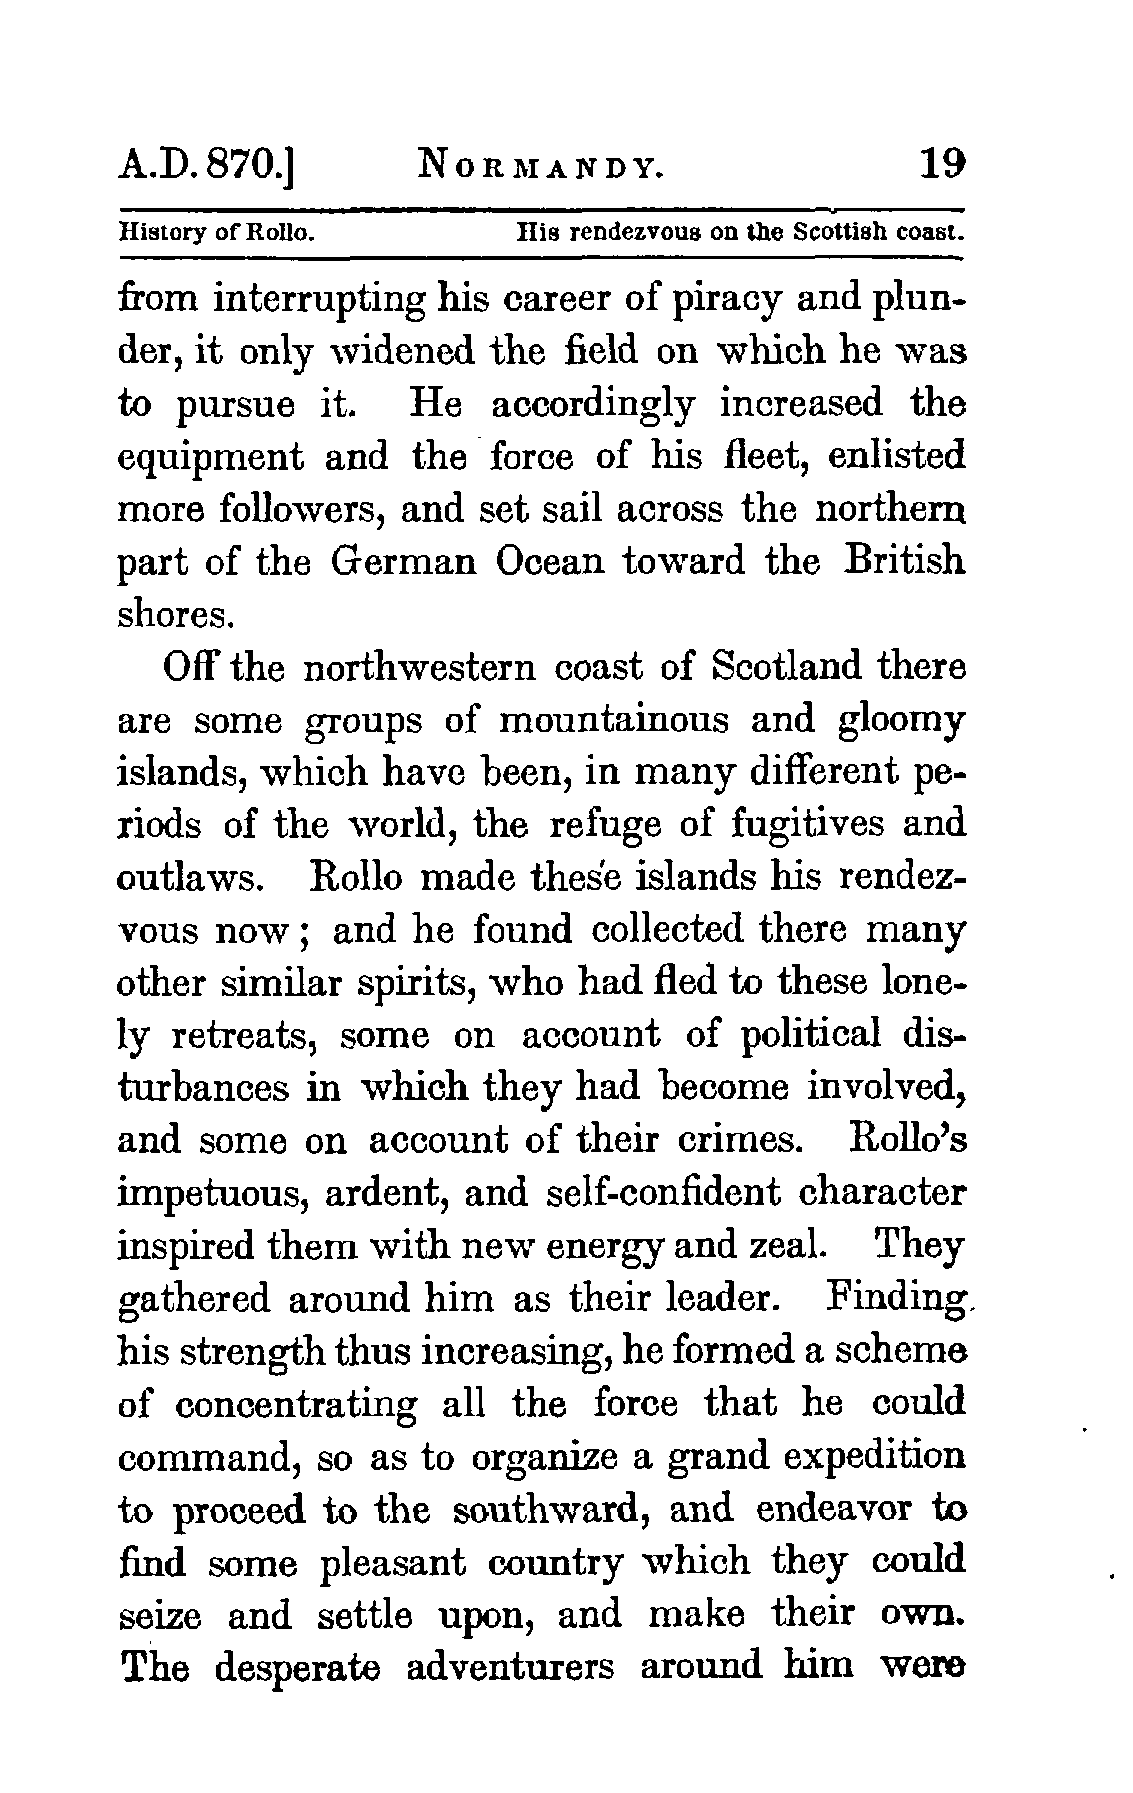 A.D. 870.] NORMANDY. 19
History of Rollo. His rendezvous on the Scottish coast.
from interrupting his career of piracy and plun-
der, it only widened the field on which he was
to pursue it. He accordingly increased the
equipment and the force of his fleet, enlisted
more followers, and set sail across the northern
part of the German Ocean toward the British
shores.
Off the northwestern coast of Scotland there
are some groups of mountainous and gloomy
islands, which have been, in many different pe-
riods of the world, the refuge of fugitives and
outlaws. Rollo made these islands his rendez-
vous now; and he found collected there many
other similar spirits, who had fled to these lone-
ly retreats, some on account of political dis-
turbances in which they had become involved,
and some on account of their crimes. Rollo's
impetuous, ardent, and self-confident character
inspired them with new energy and zeal. They
gathered around him as their leader. Finding
his strength thus increasing, he formed a scheme
of concentrating all the force that he could
command, so as to organize a grand expedition
to proceed to the southward, and endeavor to
find some pleasant country which they could
seize and settle upon, and make their own.
The desperate adventurers around him were